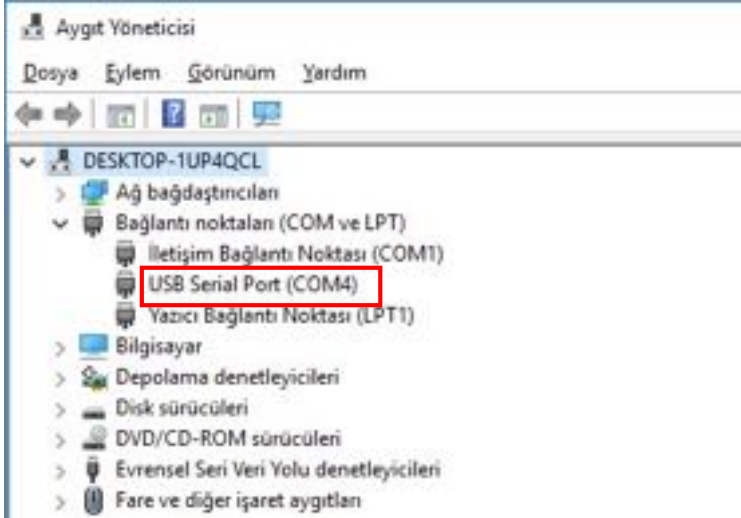 Aygıt Yöneticisi
Dosya Eylem Görünüm Yardım
DESKTOP-1UP4QCL
Ağ bağdaştırıcıları
Bağlantı noktaları (COM ve LPT)
İletişim Bağlantı Noktası (COM1)
USB Serial Port (COM4)
Yazıcı Bağlantı Noktası (LPT1)
Bilgisayar
Depolama denetleyicileri
Disk sürücüleri
DVD/CD-ROM sürücüleri
Evrensel Seri Veri Yolu denetleyicileri
Fare ve diğer işaret aygıtları